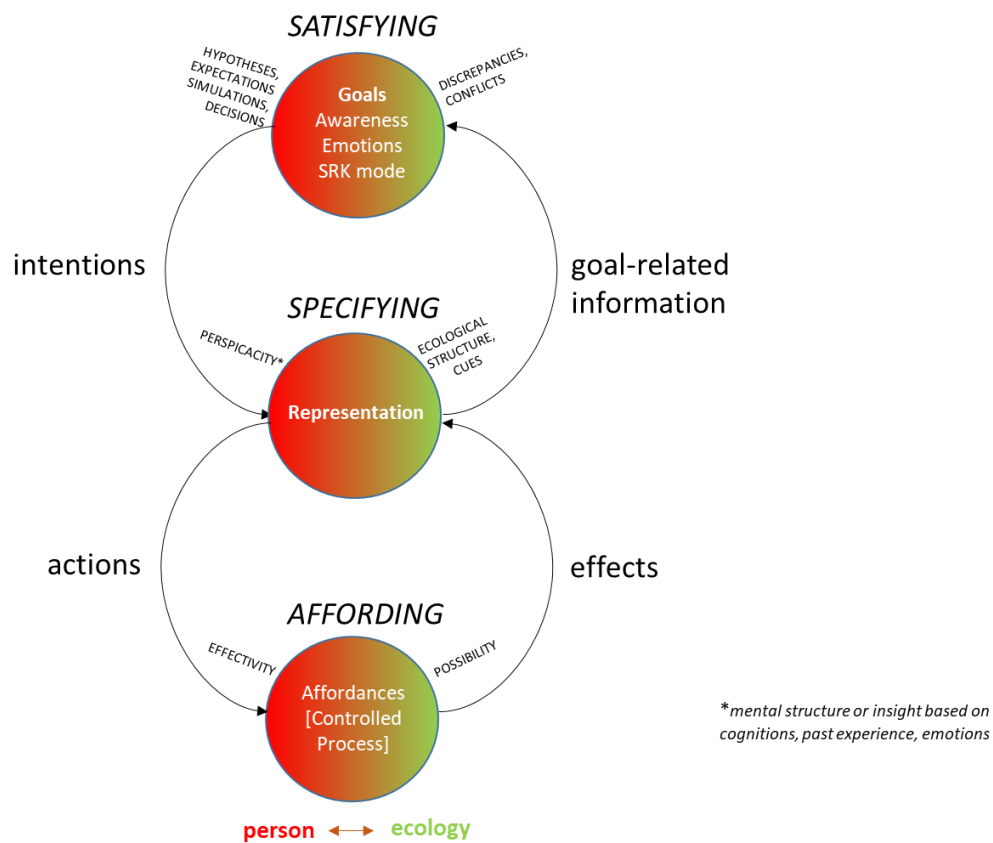 SATISFYING
HYPOTHESES,
EXPECTATIONS
SIMULATIONS,
DECISIONS
DISCREPANCIES,
CONFLICTS
Goals
Awareness
Emotions
SRK mode
intentions
goal-related
information
SPECIFYING
PERSPICACITY*
ECOLOGICAL
STRUCTURE,
CUES
Representation
actions
effects
AFFORDING
EFFECTIVITY
POSSIBILITY
Affordances
[Controlled
Process]
*mental structure or insight based on
cognitions, past experience, emotions
person ecology